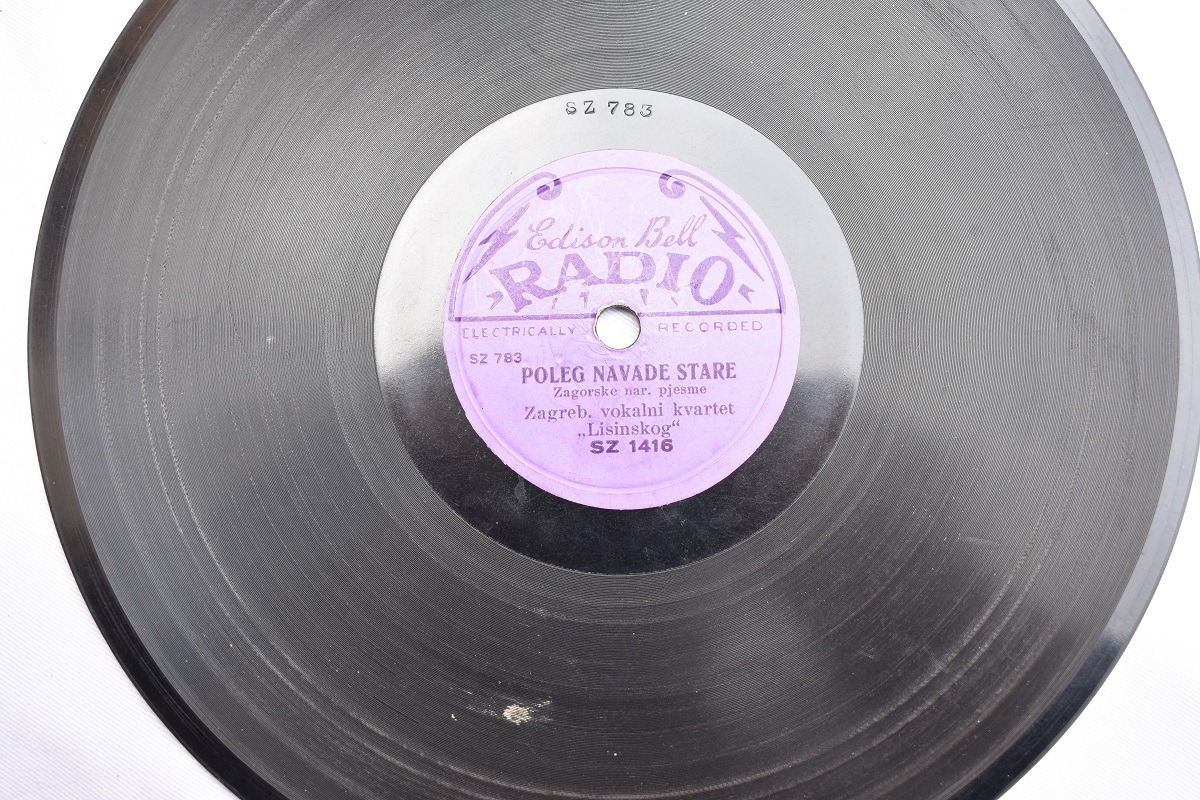 SZ 783
Edison Bell
RADIO
ELECTRICALLY RECORDED
SZ 783
POLEG NAVADE STARE
Zagorske nar. pjesme
Zagreb. vokalni kvartet
„Lisinskog“
SZ 1416